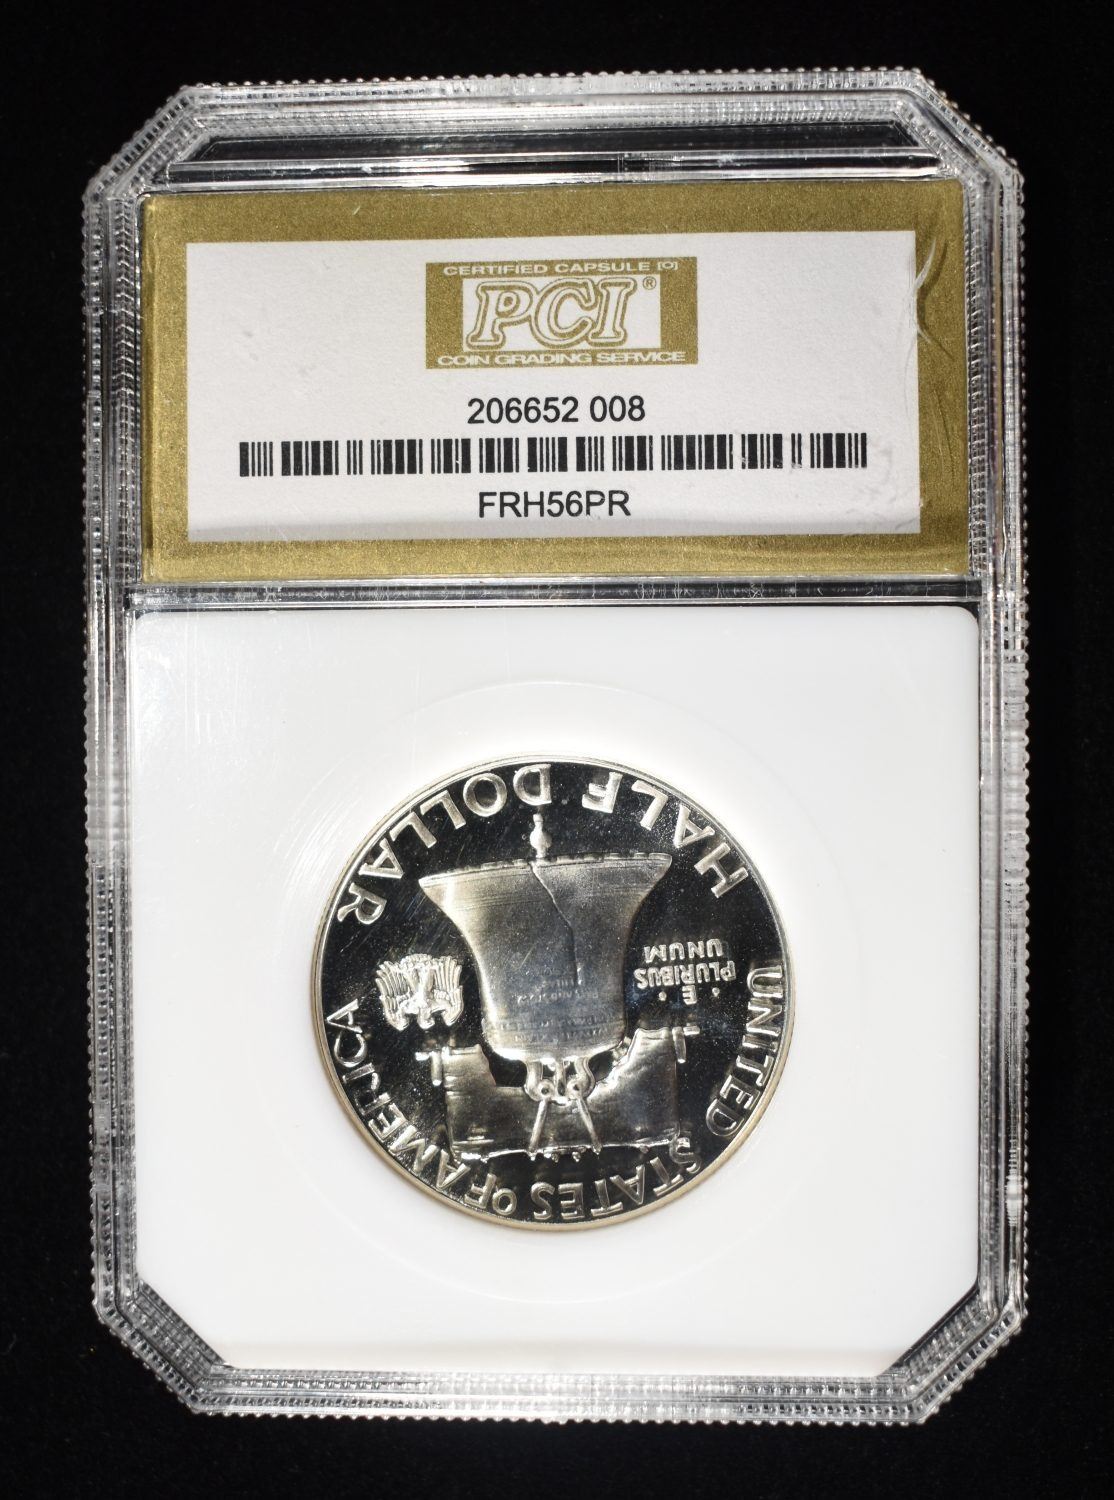 CERTIFIED CAPSULE
PCI®
COIN GRADING SERVICE
206652 008
FRH56PR
UNITED STATES OF AMERICA
E
PLURIBUS
UNUM
HALF DOLLAR